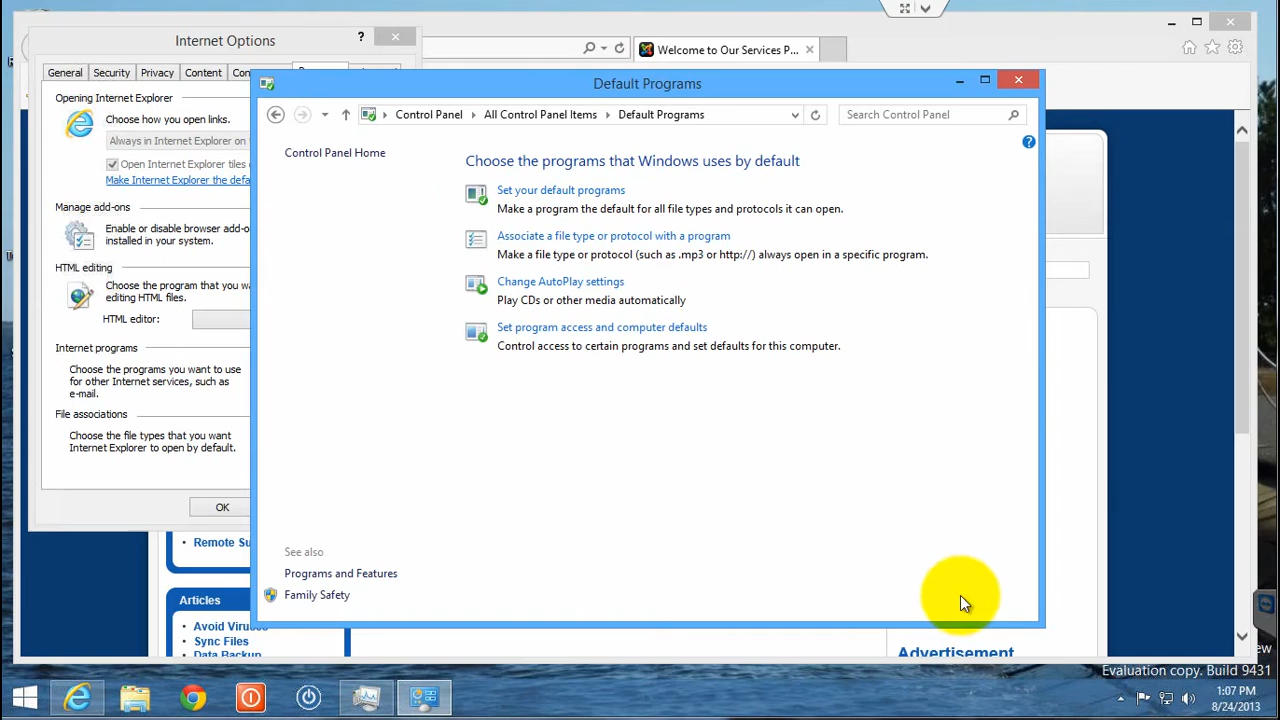 Internet Options
?
General Security Privacy Content Con
Opening Internet Explorer
Choose how you open links.
Always in Internet Explorer on
Open Internet Explorer tiles
Make Internet Explorer the defa
Manage add-ons
Enable or disable browser add-o
installed in your system.
HTML editing
Choose the program that you wa
editing HTML files.
HTML editor:
Internet programs
Choose the programs you want to
use for other Internet services, such as
e-mail.
File associations
Choose the file types that you want
Internet Explorer to open by default.
OK
Welcome to Our Services P...
Default Programs
Control Panel
All Control Panel Items
Default Programs
Search Control Panel
Control Panel Home
Choose the programs that Windows uses by default
Set your default programs
Make a program the default for all file types and protocols it can open.
Associate a file type or protocol with a program
Make a file type or protocol (such as .mp3 or http://) always open in a specific program.
Change AutoPlay settings
Play CDs or other media automatically
Set program access and computer defaults
Control access to certain programs and set defaults for this computer.
See also
Programs and Features
Family Safety
Remote Su
Articles
Avoid Viruses
Sync Files
Data Backup
Advertisement
Evaluation copy. Build 9431
1:07 PM
8/24/2013